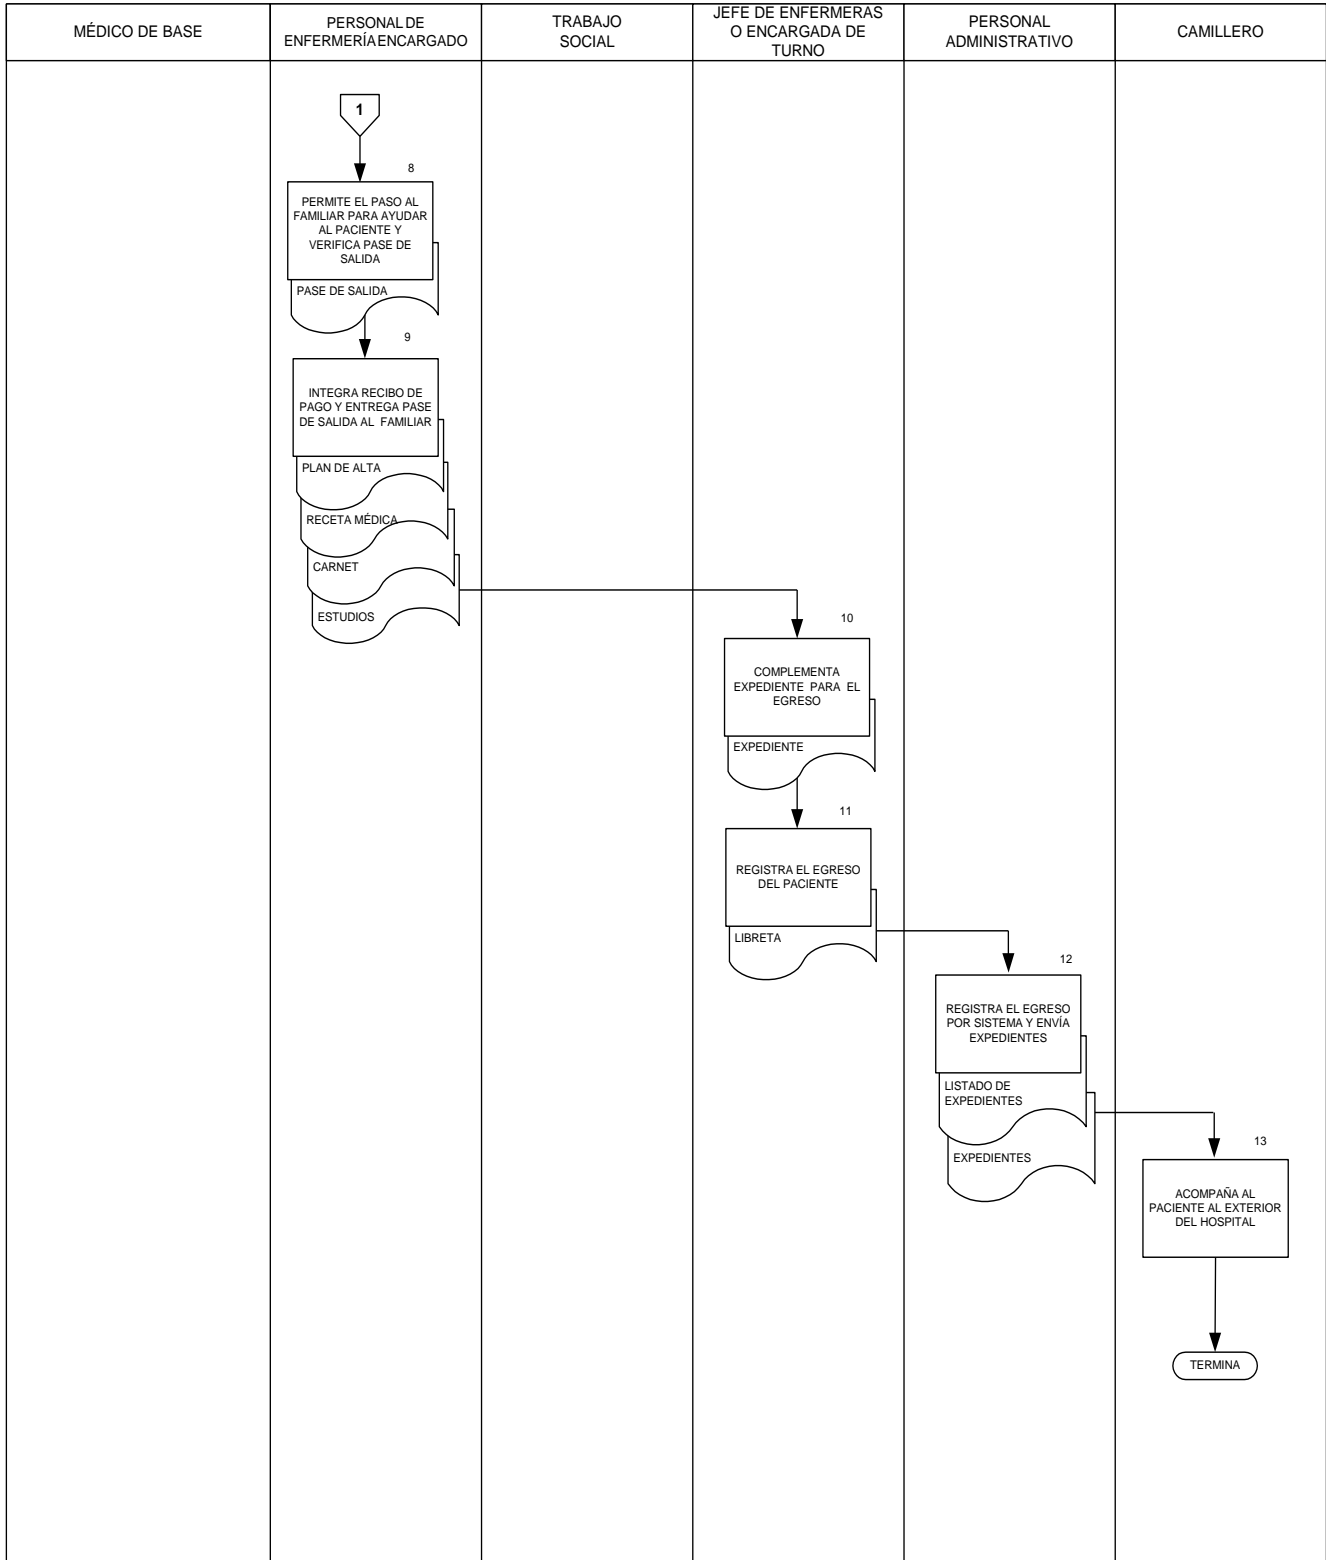 MÉDICO DE BASE
PERSONAL DE
ENFERMERÍA ENCARGADO
TRABAJO
SOCIAL
JEFE DE ENFERMERAS
O ENCARGADA DE
TURNO
PERSONAL
ADMINISTRATIVO
CAMILLERO
1
8
PERMITE EL PASO AL
FAMILIAR PARA AYUDAR
AL PACIENTE Y
VERIFICA PASE DE
SALIDA
PASE DE SALIDA
9
INTEGRA RECIBO DE
PAGO Y ENTREGA PASE
DE SALIDA AL FAMILIAR
PLAN DE ALTA
RECETA MÉDICA
CARNET
ESTUDIOS
10
COMPLEMENTA
EXPEDIENTE PARA EL
EGRESO
EXPEDIENTE
11
REGISTRA EL EGRESO
DEL PACIENTE
LIBRETA
12
REGISTRA EL EGRESO
POR SISTEMA Y ENVÍA
EXPEDIENTES
LISTADO DE
EXPEDIENTES
EXPEDIENTES
13
ACOMPAÑA AL
PACIENTE AL EXTERIOR
DEL HOSPITAL
TERMINA